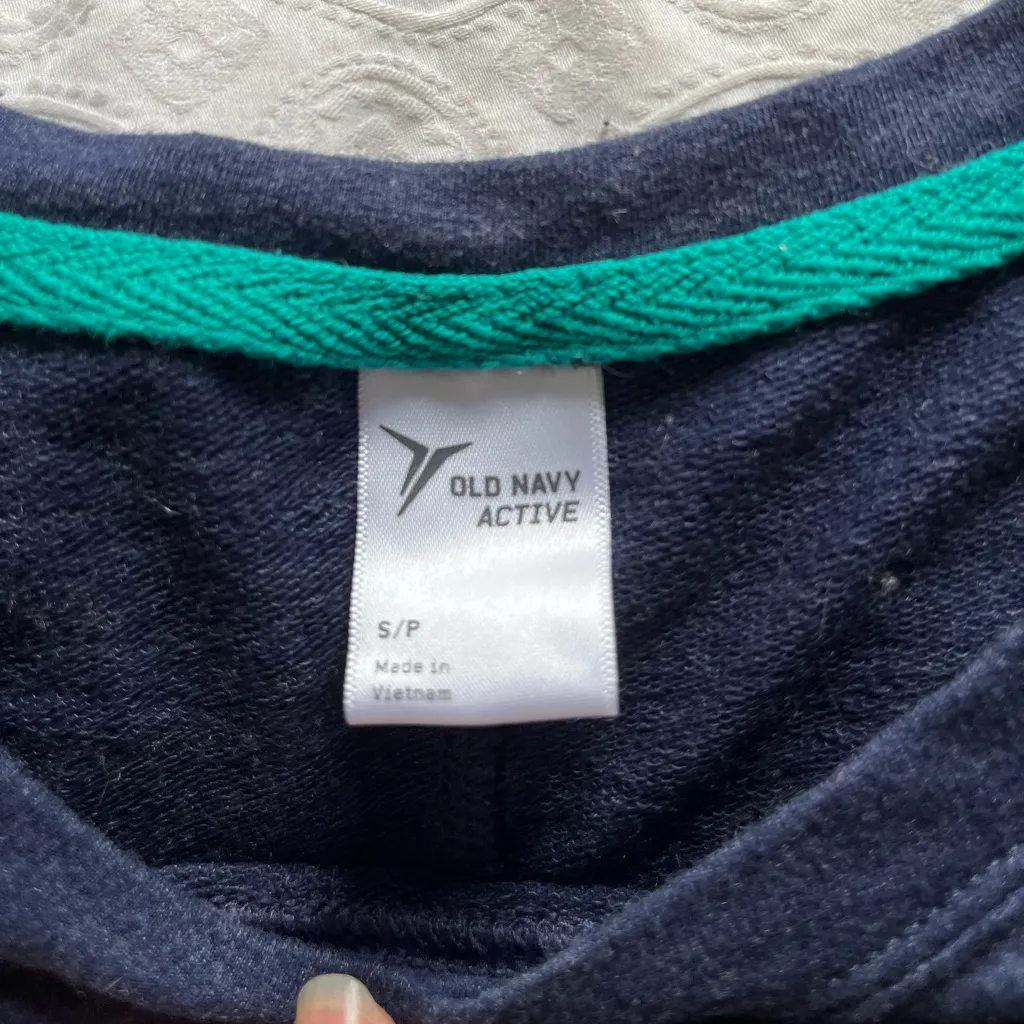 OLD NAVY
ACTIVE
S/P
Made in
Vietnam